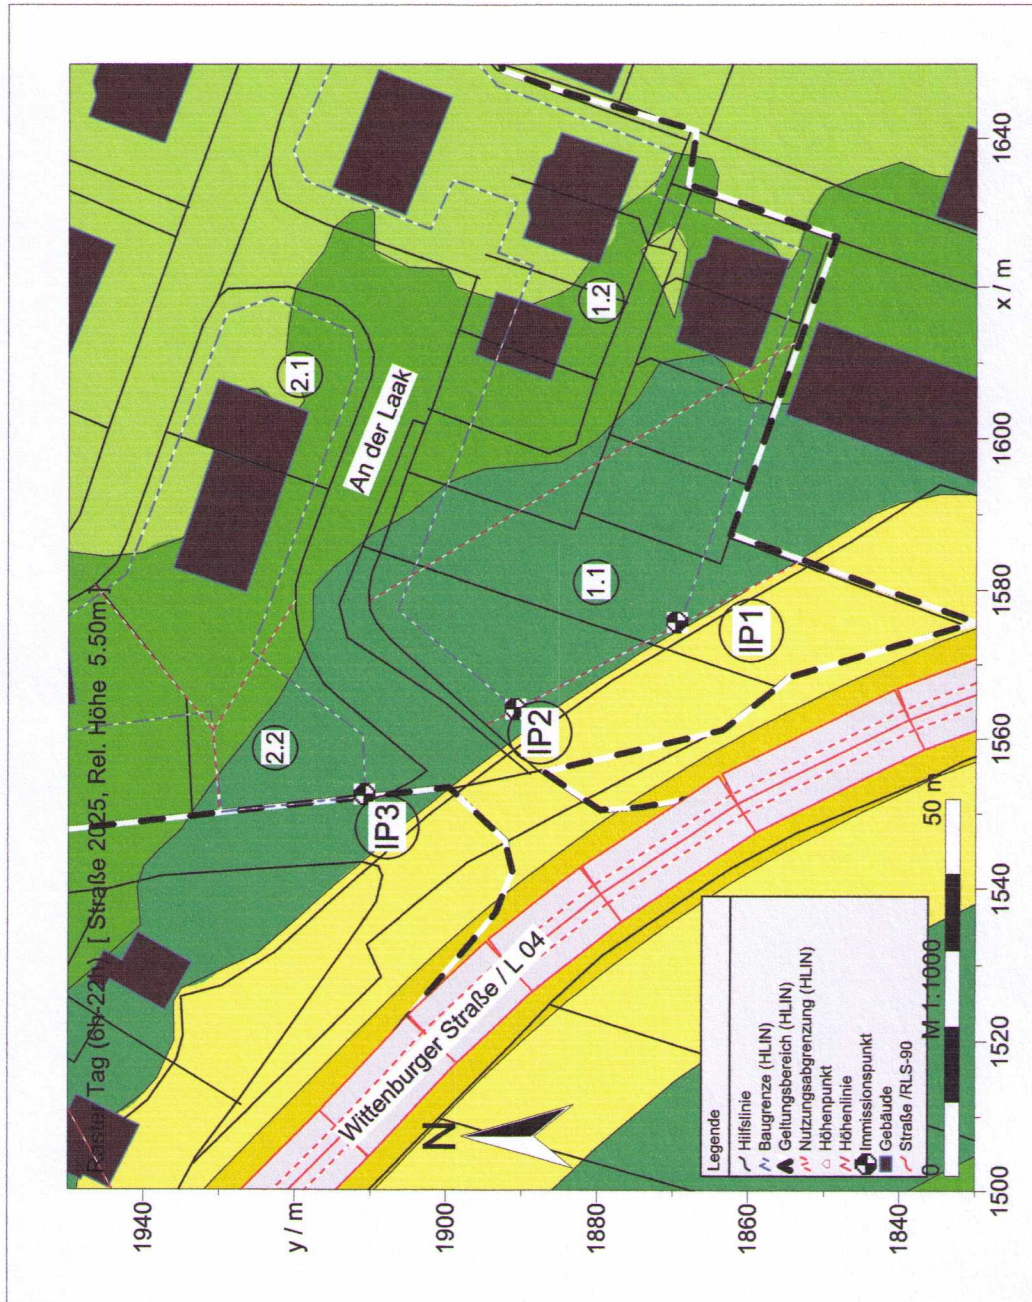 Raster Tag (6h-22h) [ Straße 2025, Rel. Höhe 5.50m ]
2.1
1.2
An der Laak
2.2
1.1
IP3
IP2
IP1
Wittenburger Straße / L 04
N
Legende
Hilfslinie
Baugrenze (HLIN)
Geltungsbereich (HLIN)
Nutzungsabgrenzung (HLIN)
Höhenpunkt
Höhenlinie
Immissionspunkt
Gebäude
Straße /RLS-90
0 M 1:1000 50 m
1940
y / m
1900
1880
1860
1840
1500
1520
1540
1560
1580
1600
x / m
1640